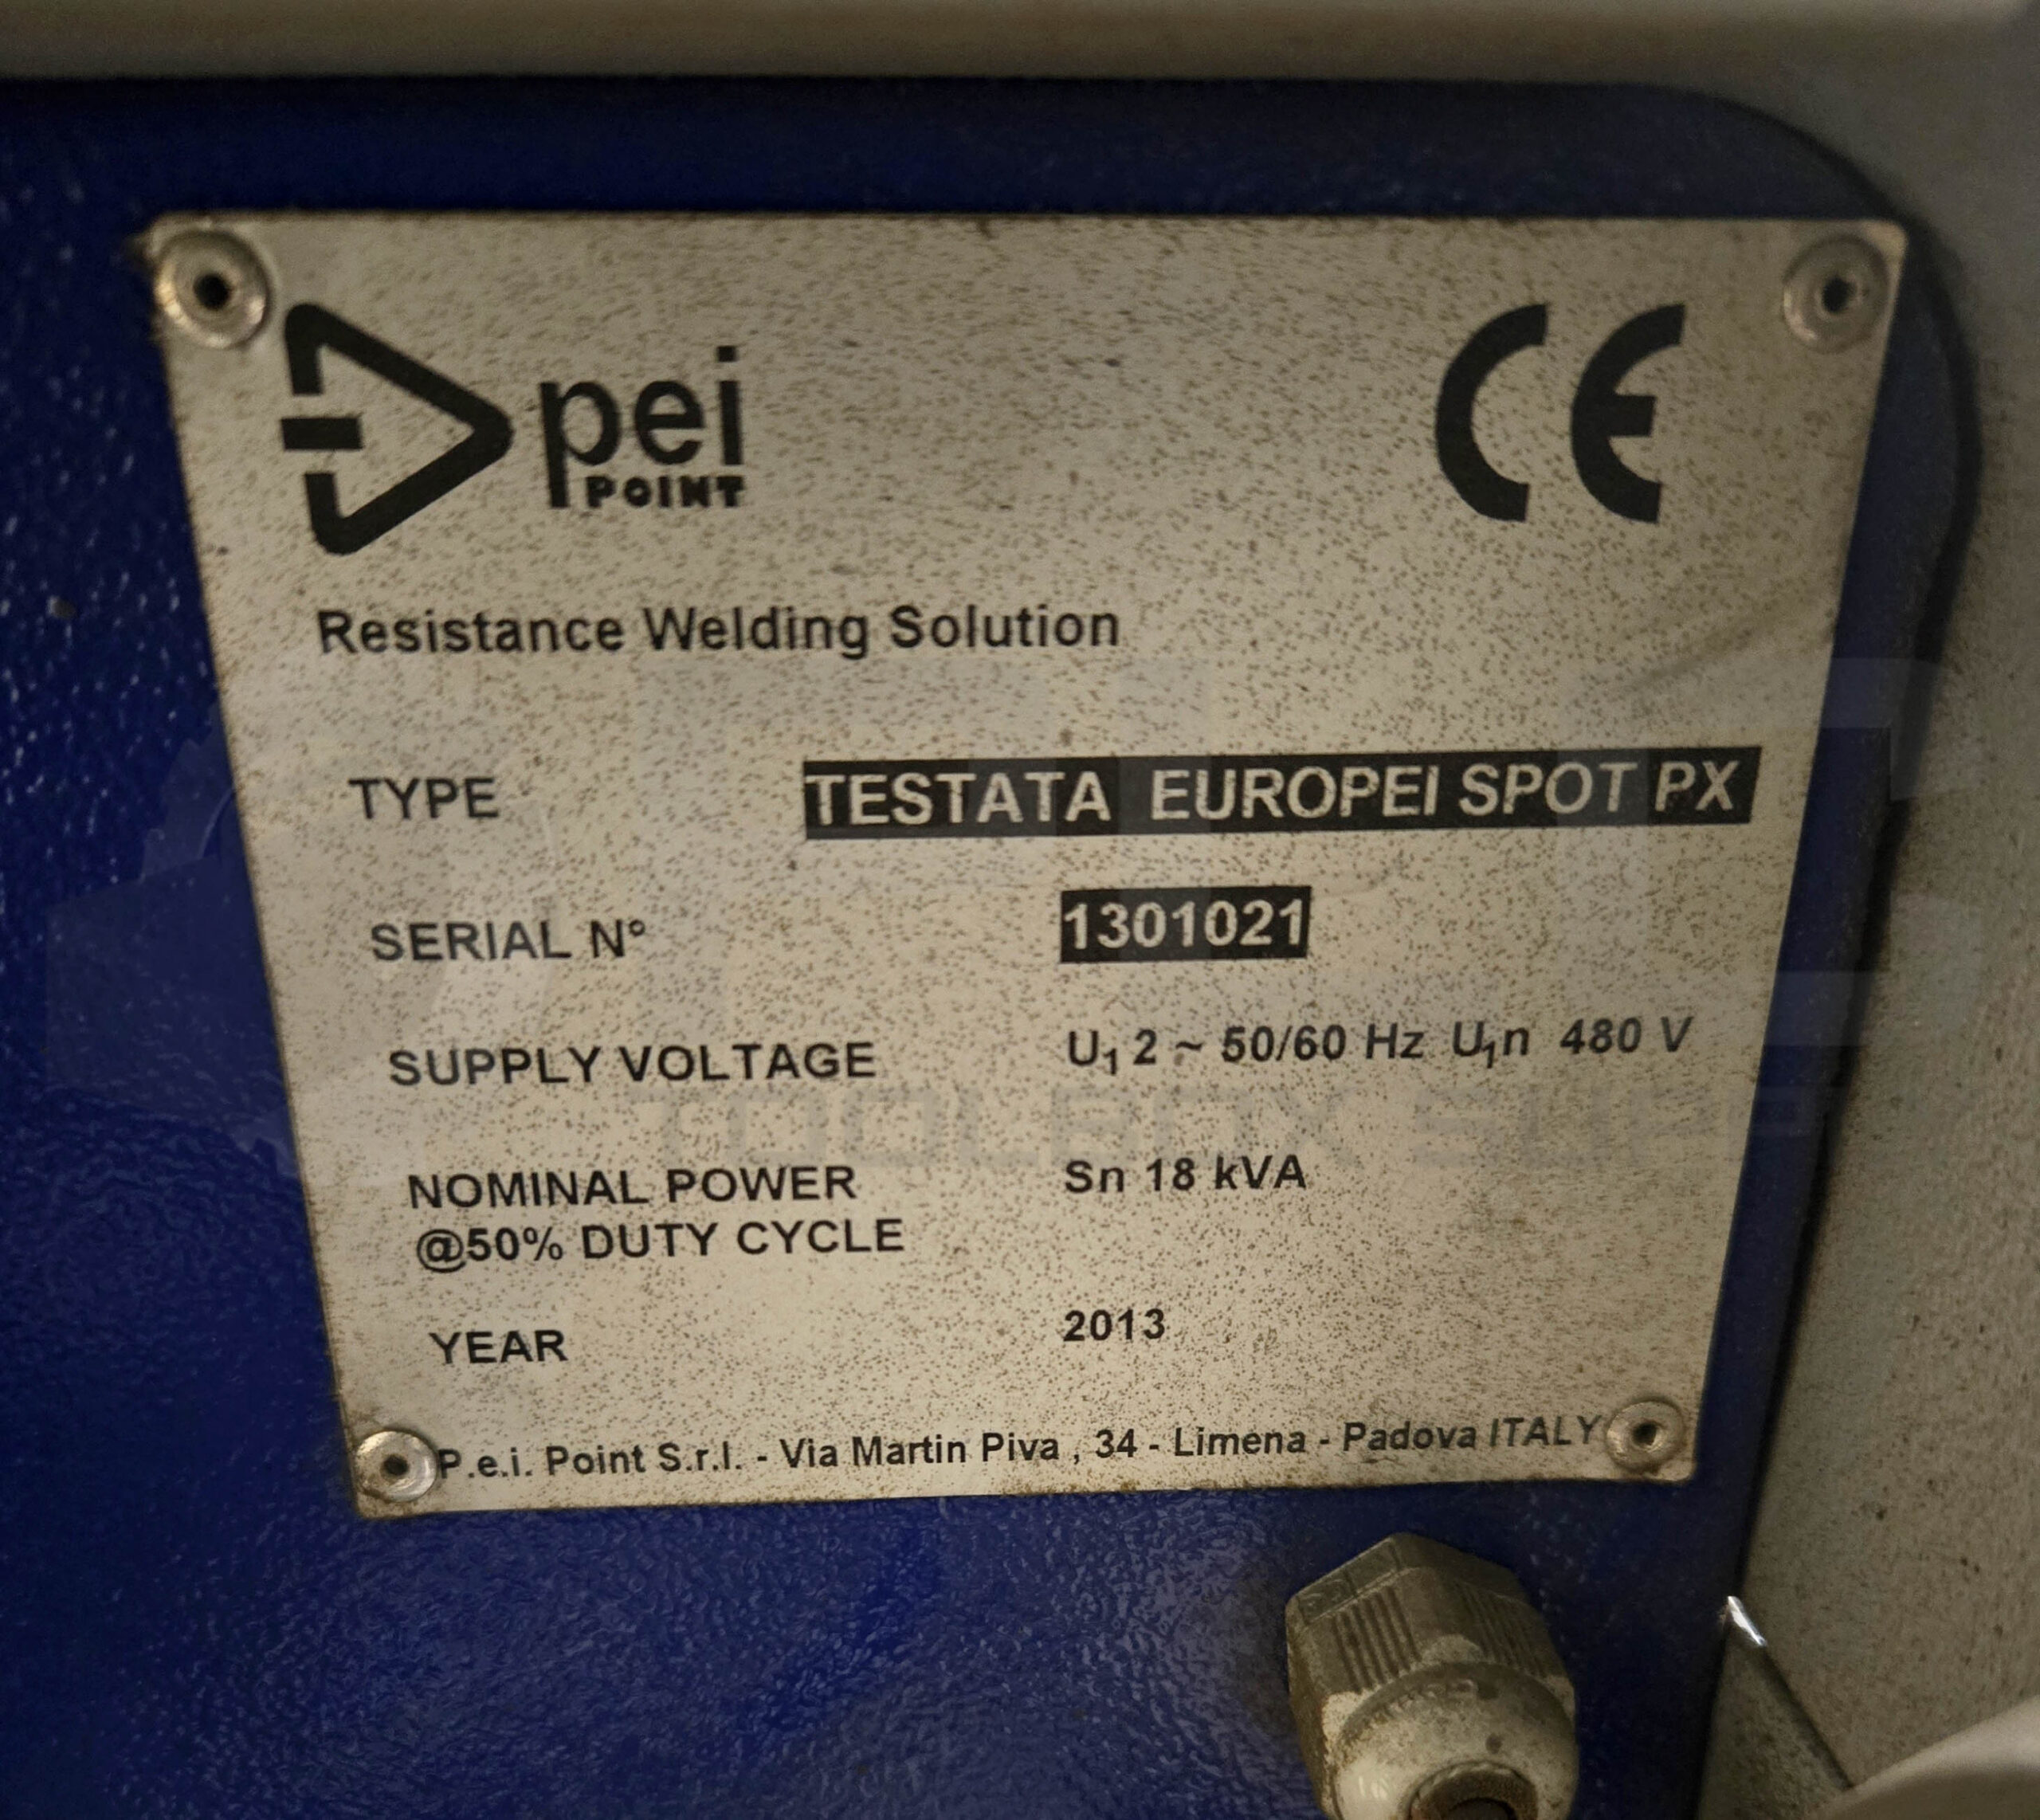 pei
POINT
CE
Resistance Welding Solution
TYPE TESTATA EUROPEI SPOT PX
SERIAL N° 1301021
SUPPLY VOLTAGE U₁ 2 ~ 50/60 Hz U₁n 480 V
NOMINAL POWER Sn 18 kVA
@50% DUTY CYCLE
YEAR 2013
P.e.i. Point S.r.l. - Via Martin Piva , 34 - Limena - Padova ITALY
TOOLBOX